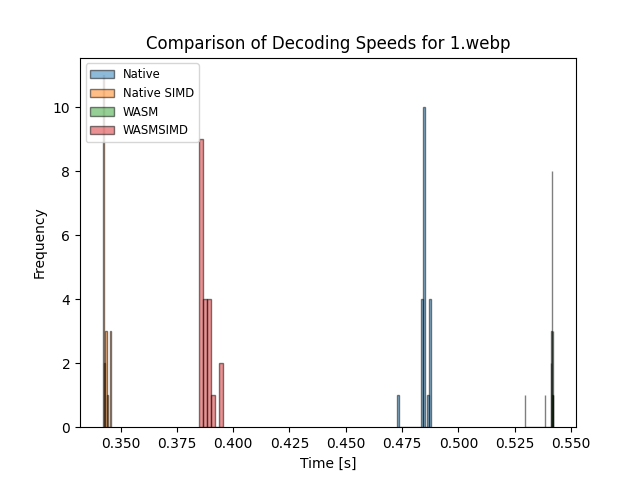 Comparison of Decoding Speeds for 1.webp
Native
Native SIMD
WASM
WASMSIMD
Frequency
10
8
6
4
2
0
0.350 0.375 0.400 0.425 0.450 0.475 0.500 0.525 0.550
Time [s]